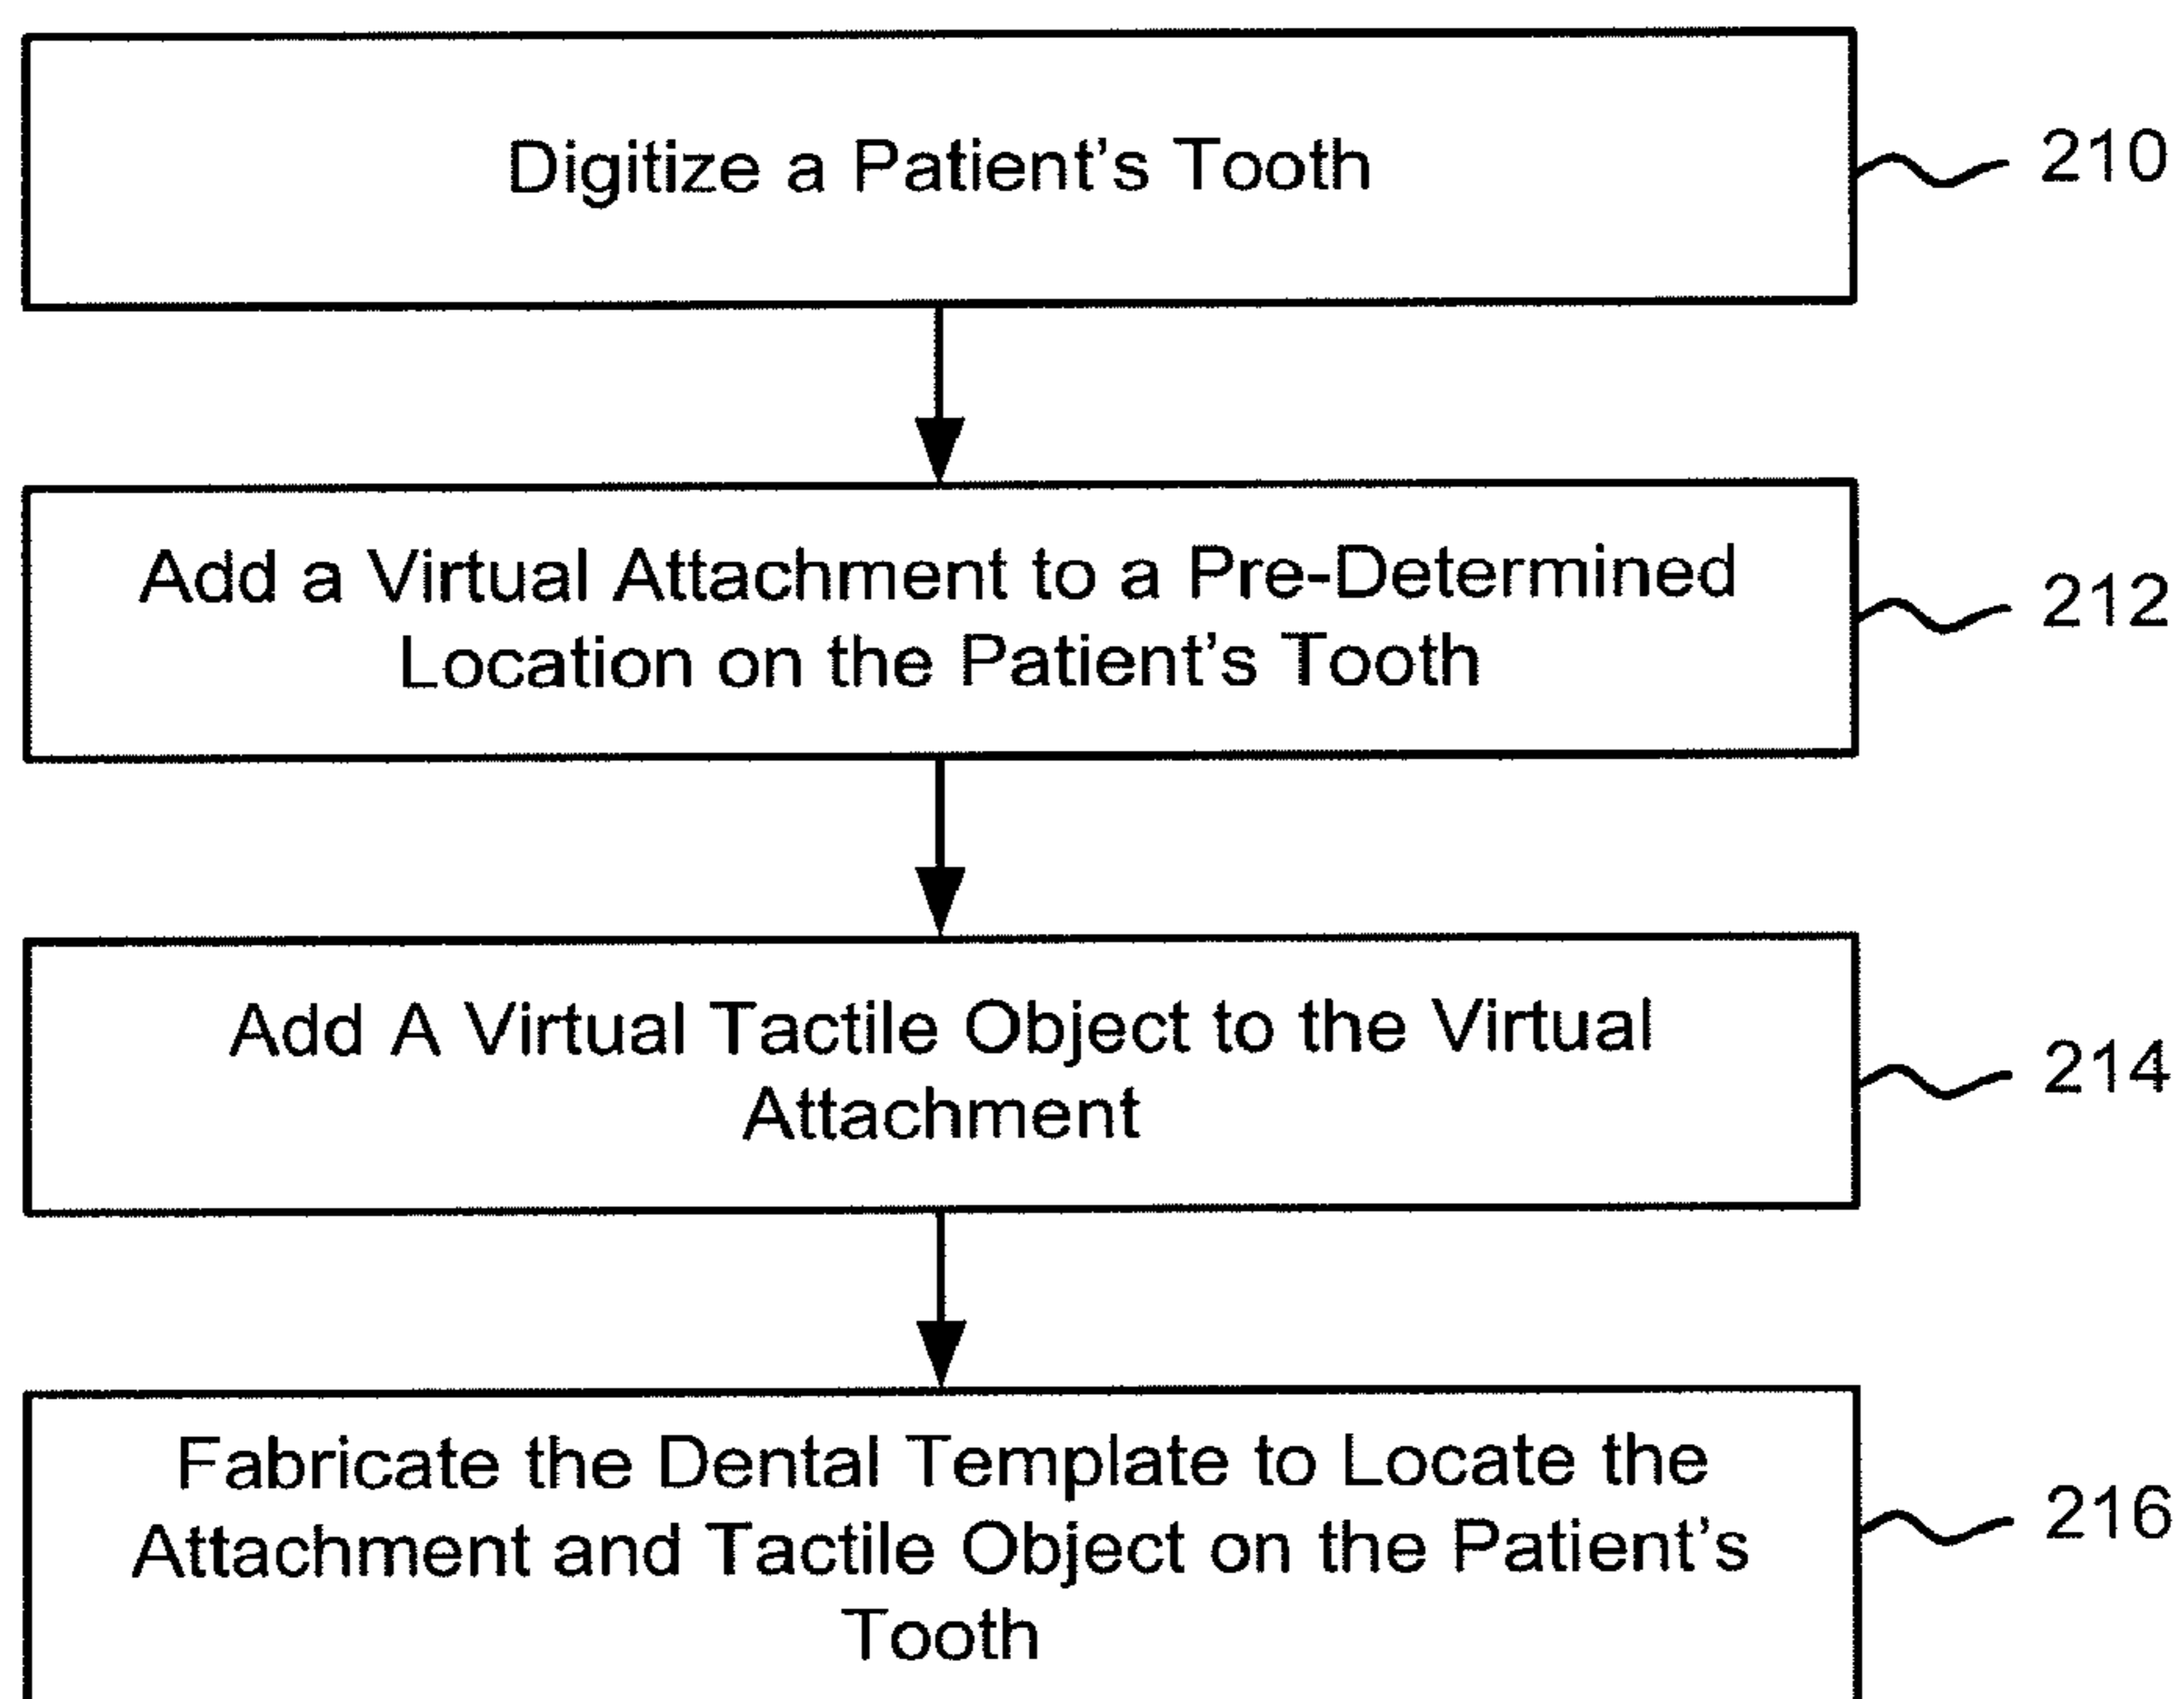 Digitize a Patient's Tooth
210
Add a Virtual Attachment to a Pre-Determined
Location on the Patient's Tooth
212
Add A Virtual Tactile Object to the Virtual
Attachment
214
Fabricate the Dental Template to Locate the
Attachment and Tactile Object on the Patient's
Tooth
216